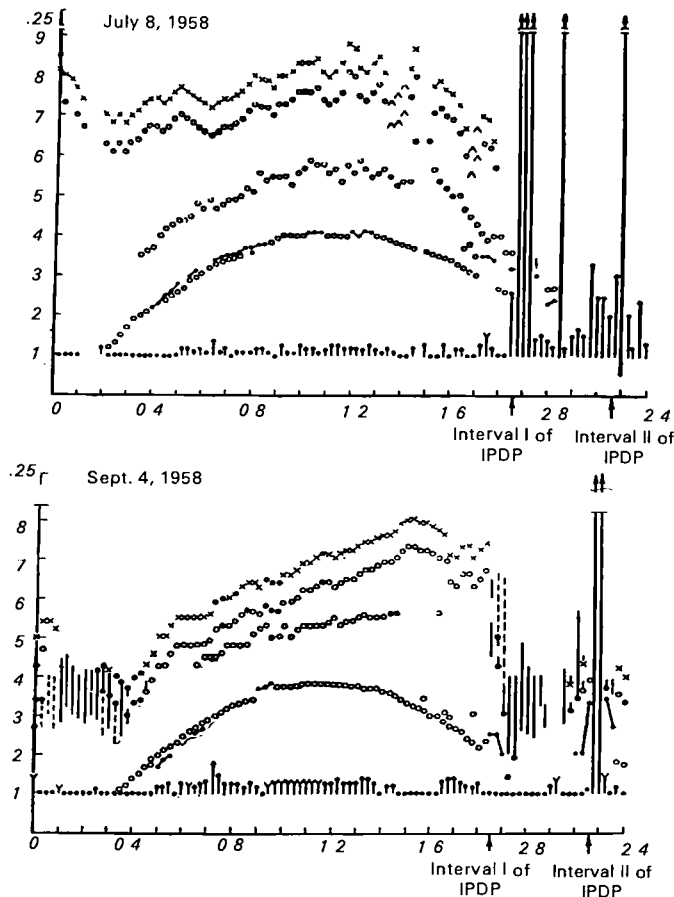 .25
July 8, 1958
9
8
7
6
5
4
3
2
1
0 04 08 12 16 28 24
Interval I of
IPDP
Interval II of
IPDP
.25
Sept. 4, 1958
8
7
6
5
4
3
2
1
0 04 08 12 16 28 24
Interval I of
IPDP
Interval II of
IPDP